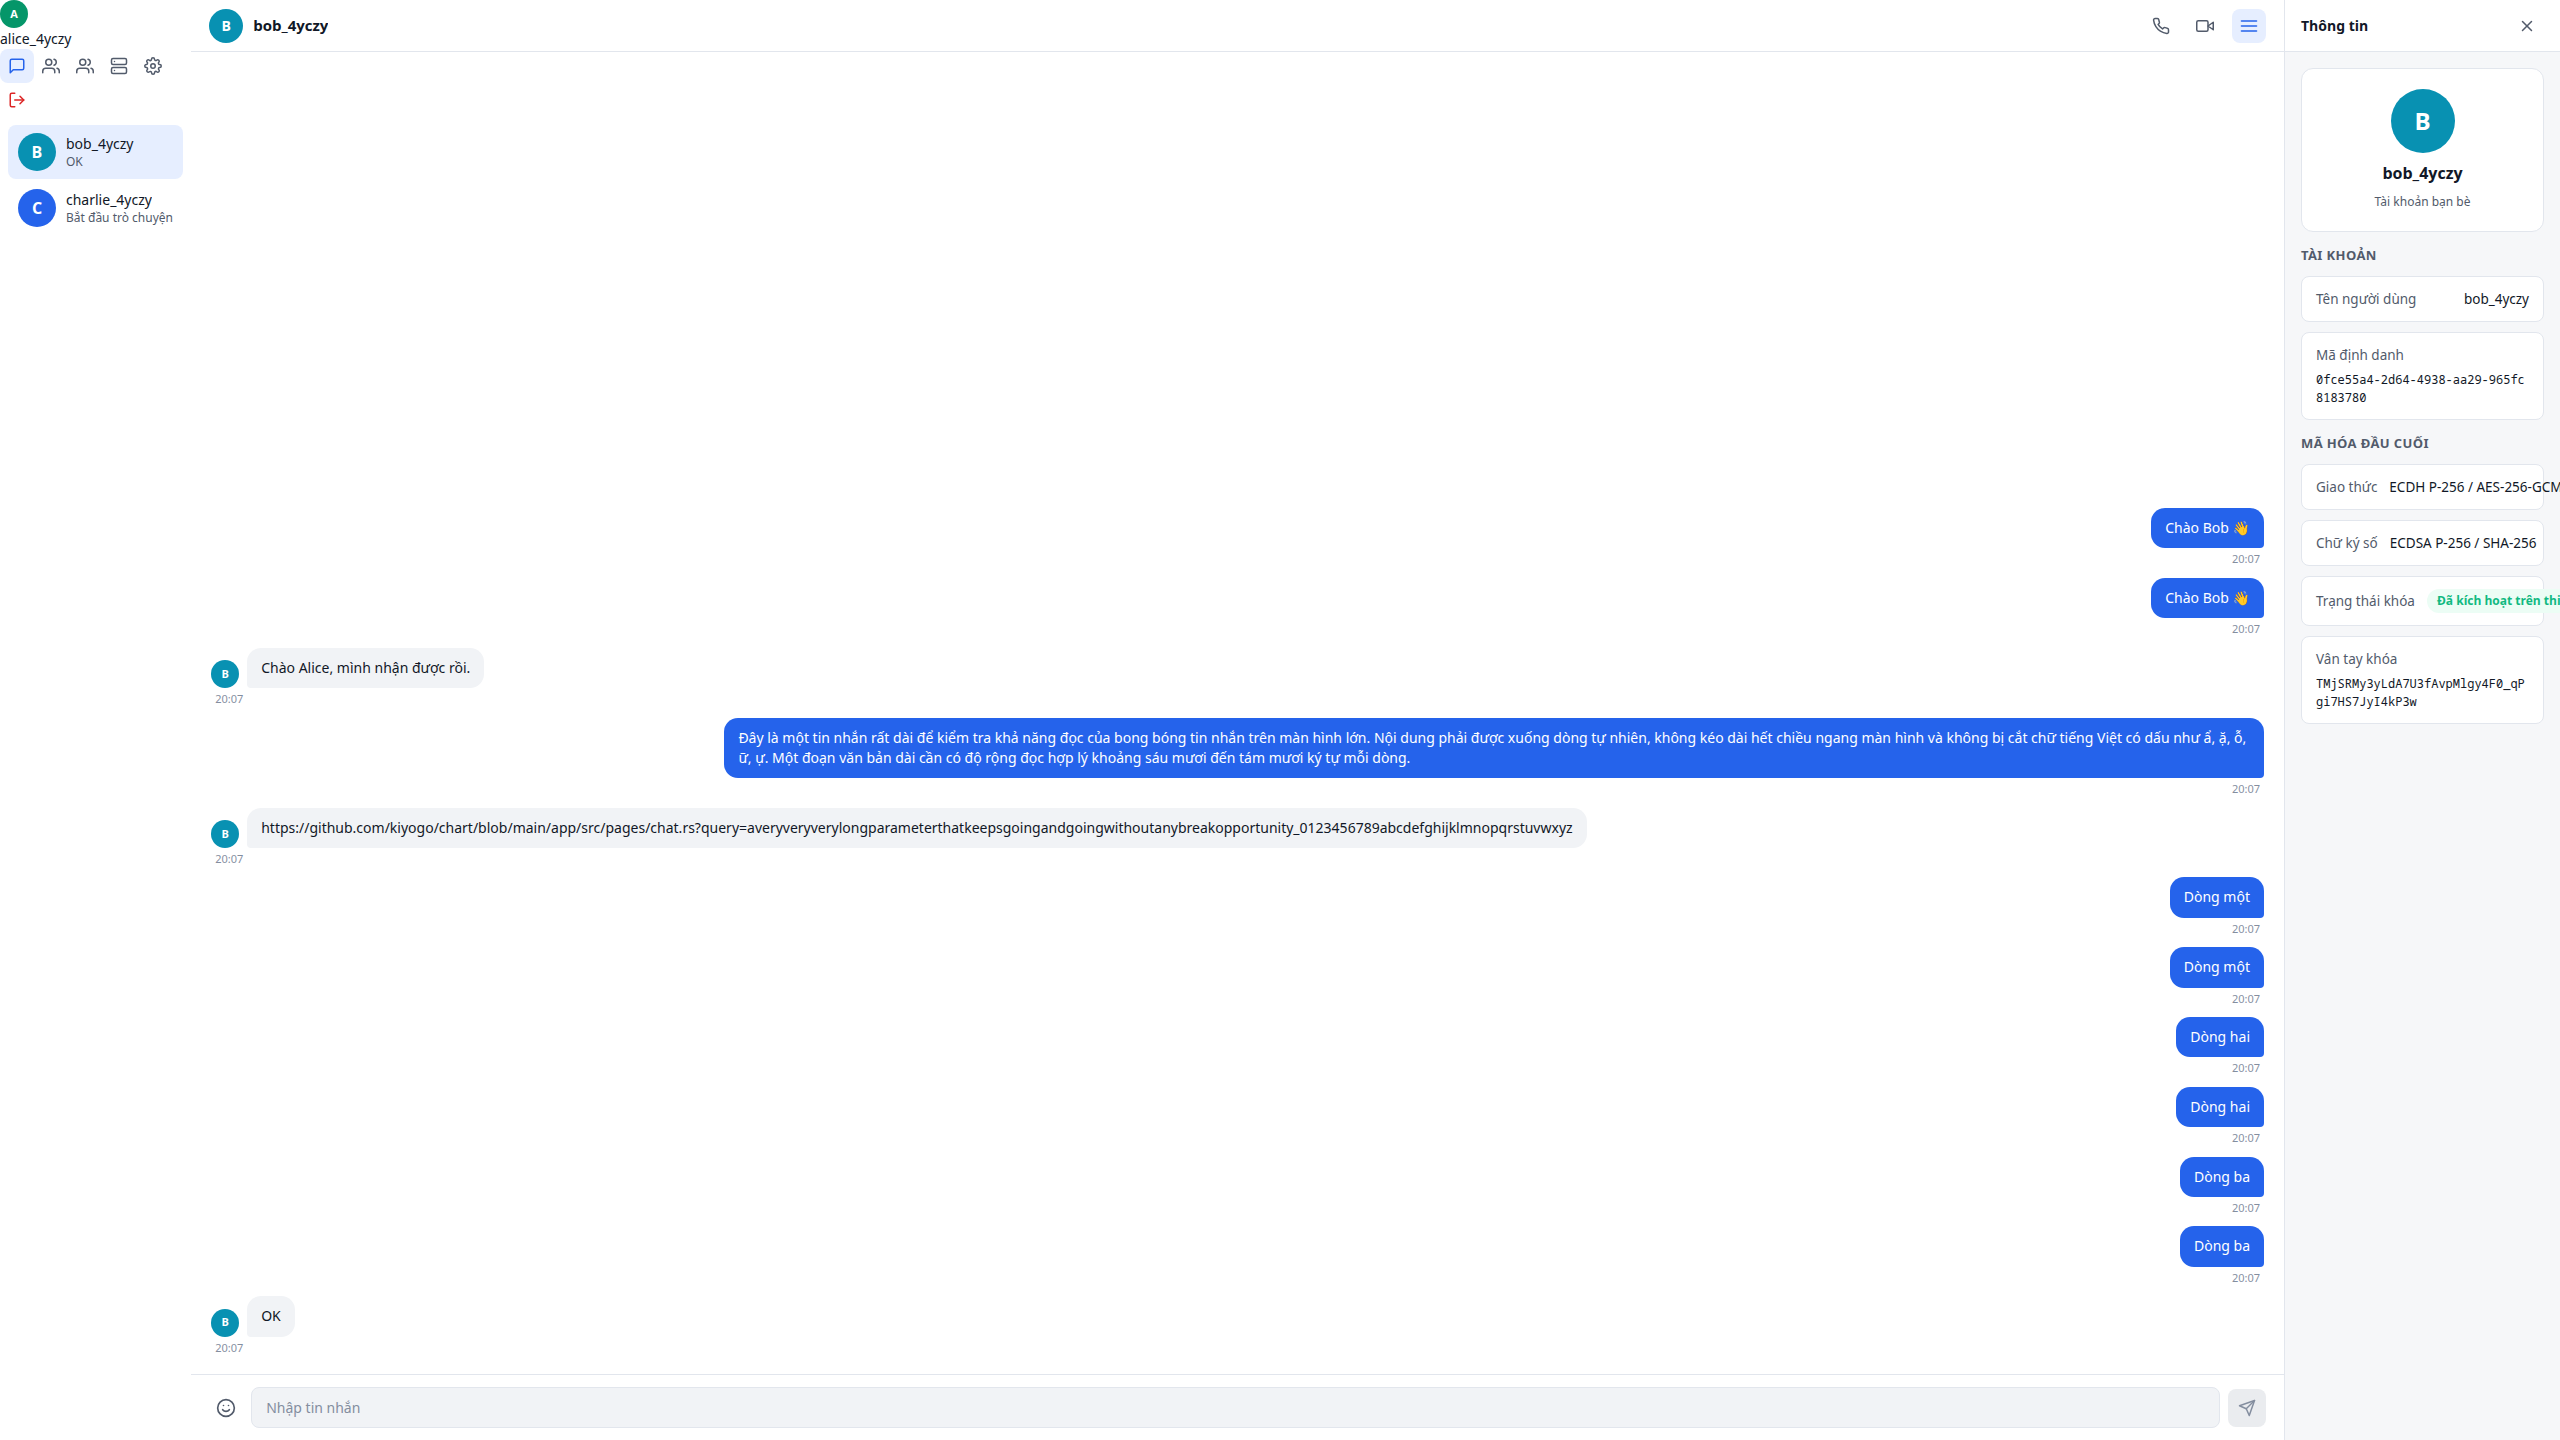 A
alice_4yczy
B
bob_4yczy
OK
C
charlie_4yczy
Bắt đầu trò chuyện
B
bob_4yczy
Chào Bob 👋
20:07
Chào Bob 👋
20:07
B
Chào Alice, mình nhận được rồi.
20:07
Đây là một tin nhắn rất dài để kiểm tra khả năng đọc của bong bóng tin nhắn trên màn hình lớn. Nội dung phải được xuống dòng tự nhiên, không kéo dài hết chiều ngang màn hình và không bị cắt chữ tiếng Việt có dấu như ấ, ặ, ỗ,
ữ, ự. Một đoạn văn bản dài cần có độ rộng đọc hợp lý khoảng sáu mươi đến tám mươi ký tự mỗi dòng.
20:07
B
https://github.com/kiyogo/chart/blob/main/app/src/pages/chat.rs?query=averyveryverylongparameterthatkeepsgoingandgoingwithoutanybreakopportunity_0123456789abcdefghijklmnopqrstuvwxyz
20:07
Dòng một
20:07
Dòng một
20:07
Dòng hai
20:07
Dòng hai
20:07
Dòng ba
20:07
Dòng ba
20:07
B
OK
20:07
Nhập tin nhắn
Thông tin
B
bob_4yczy
Tài khoản bạn bè
TÀI KHOẢN
Tên người dùng bob_4yczy
Mã định danh
0fce55a4-2d64-4938-aa29-965fc
8183780
MÃ HÓA ĐẦU CUỐI
Giao thức ECDH P-256 / AES-256-GCM
Chữ ký số ECDSA P-256 / SHA-256
Trạng thái khóa Đã kích hoạt trên thi
Vân tay khóa
TMjSRMy3yLdA7U3fAvpMlgy4F0_qP
gi7HS7JyI4kP3w